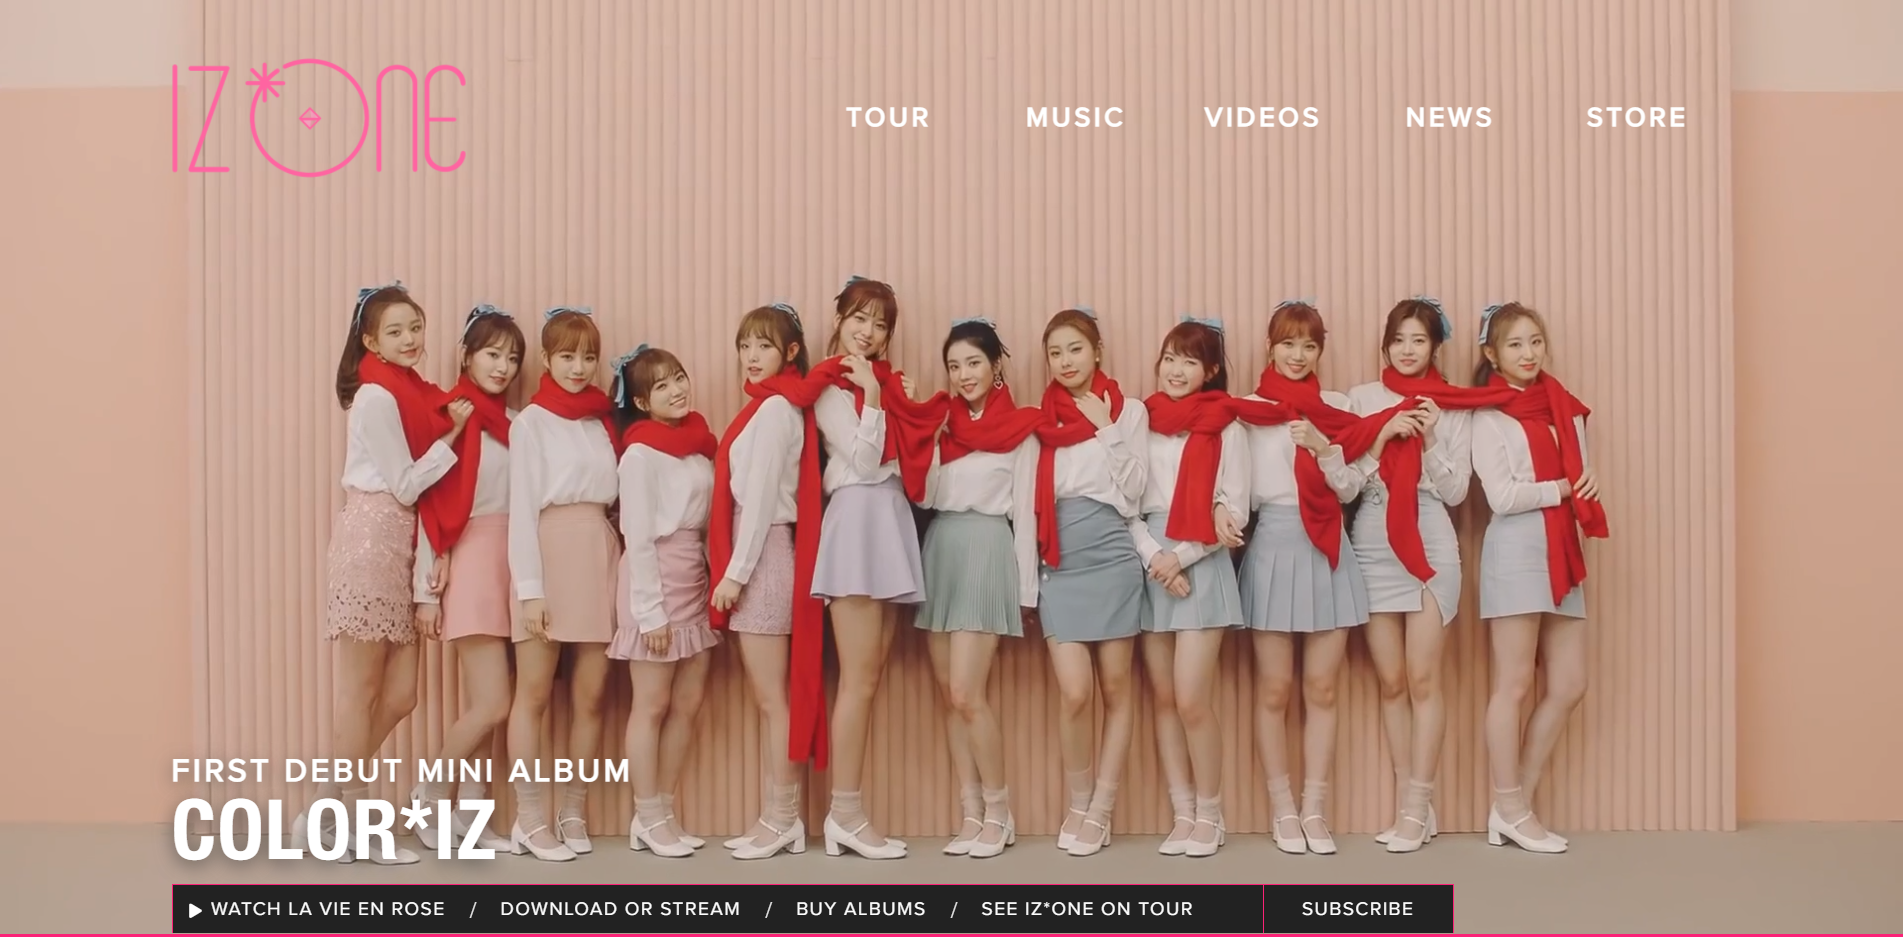 IZ*ONE
TOUR MUSIC VIDEOS NEWS STORE
FIRST DEBUT MINI ALBUM
COLOR*IZ
WATCH LA VIE EN ROSE / DOWNLOAD OR STREAM / BUY ALBUMS / SEE IZ*ONE ON TOUR SUBSCRIBE